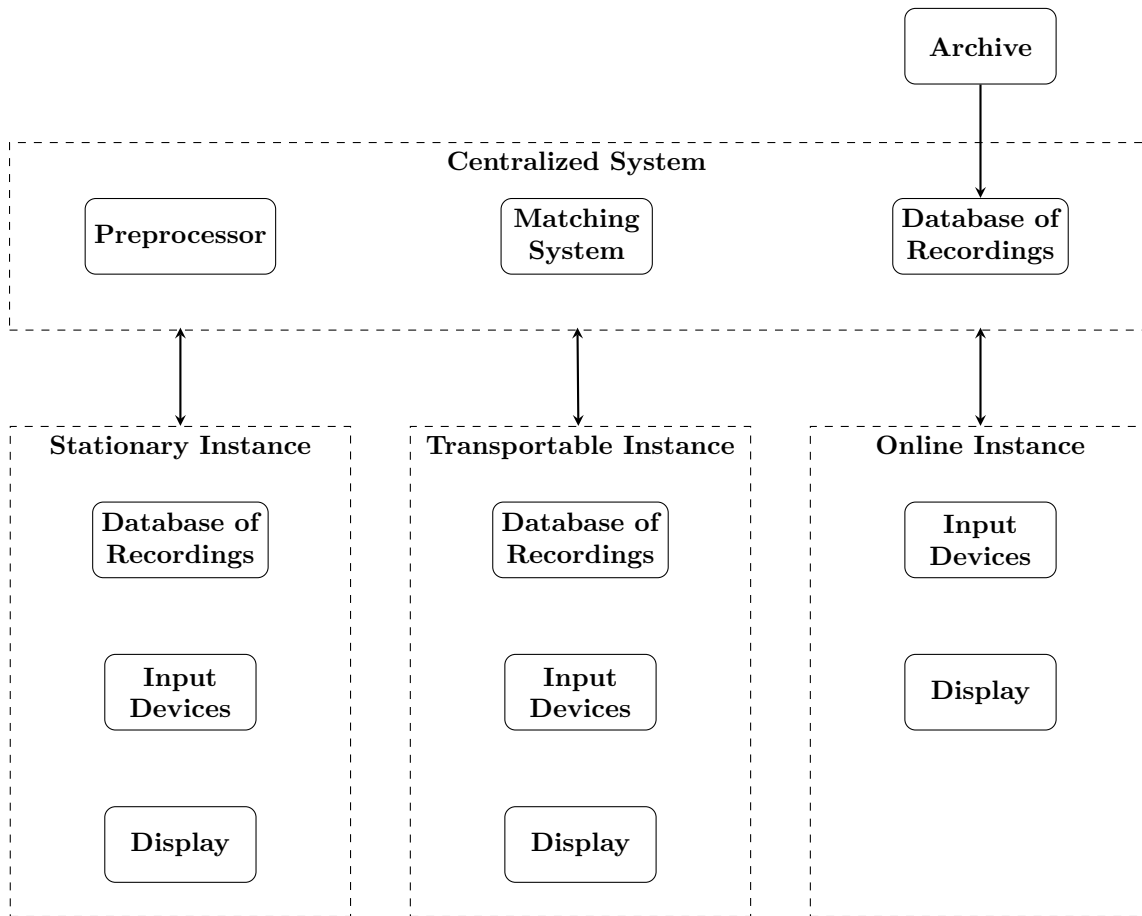 Archive
Centralized System
Preprocessor
Matching
System
Database of
Recordings
Stationary Instance
Database of
Recordings
Input
Devices
Display
Transportable Instance
Database of
Recordings
Input
Devices
Display
Online Instance
Input
Devices
Display